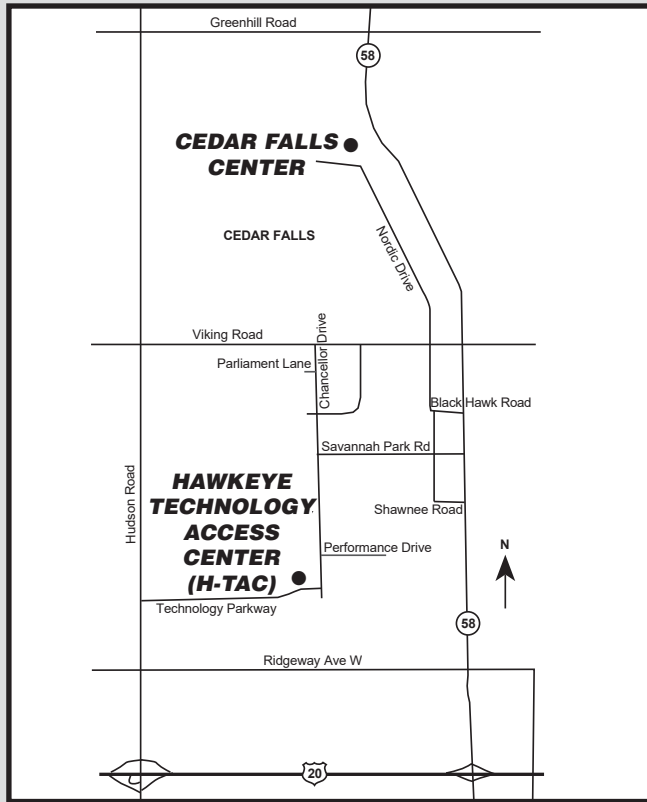 Greenhill Road
58
CEDAR FALLS
CENTER
CEDAR FALLS
Nordic Drive
Viking Road
Chancellor Drive
Parliament Lane
Black Hawk Road
Savannah Park Rd
Hudson Road
HAWKEYE
TECHNOLOGY
ACCESS
CENTER
(H-TAC)
Shawnee Road
Performance Drive
N
Technology Parkway
58
Ridgeway Ave W
20